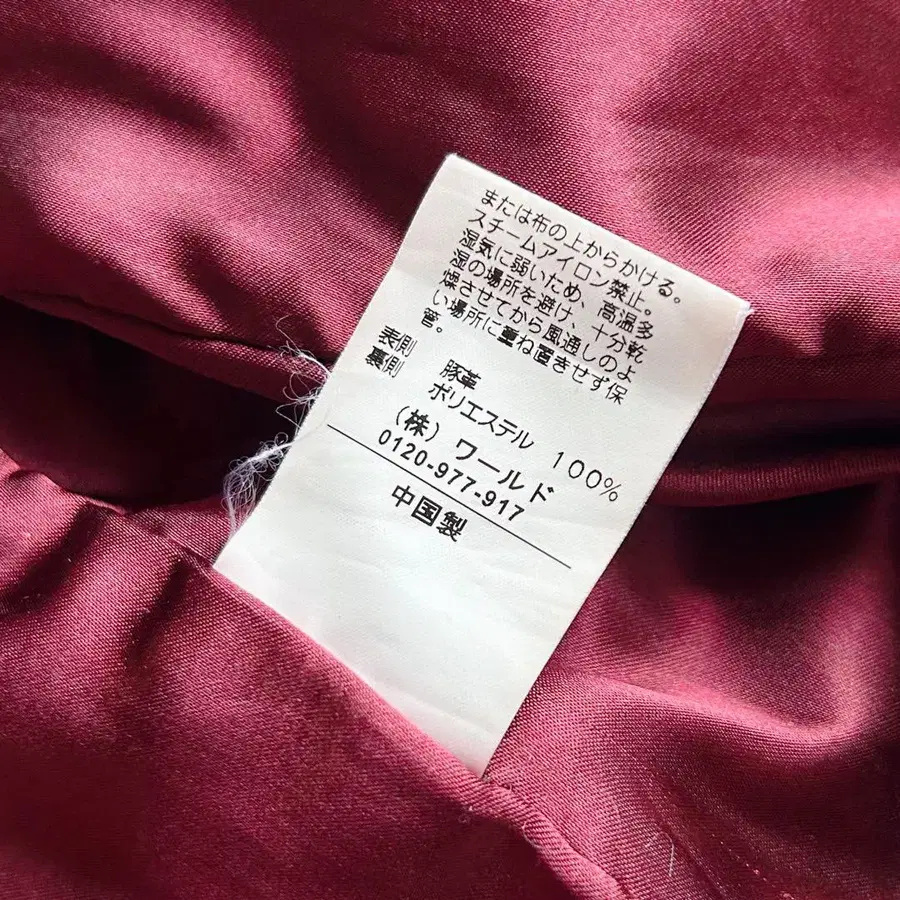 または布の上からかける。
スチームアイロン禁止。
湿気に弱いため、高温多
湿の場所を避け、十分乾
燥させてから風通しのよ
い場所に重ね置きせず保
管。
表側 豚革
裏側 ポリエステル 100%
(株)ワールド
0120-977-917
中国製